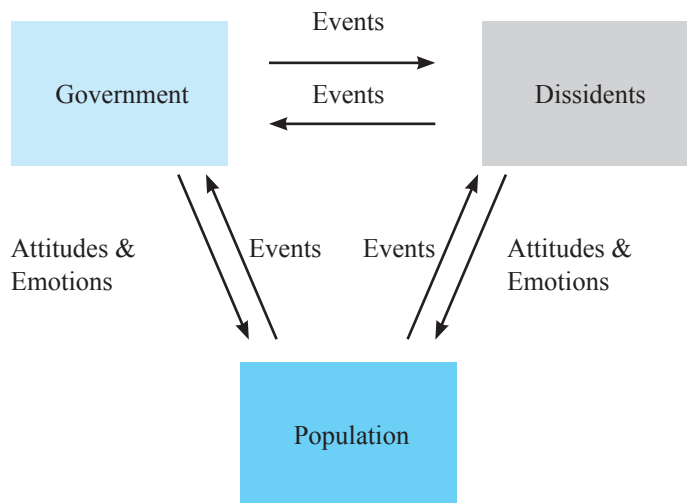 Events
Government
Events
Dissidents
Attitudes &
Emotions
Events
Events
Attitudes &
Emotions
Population